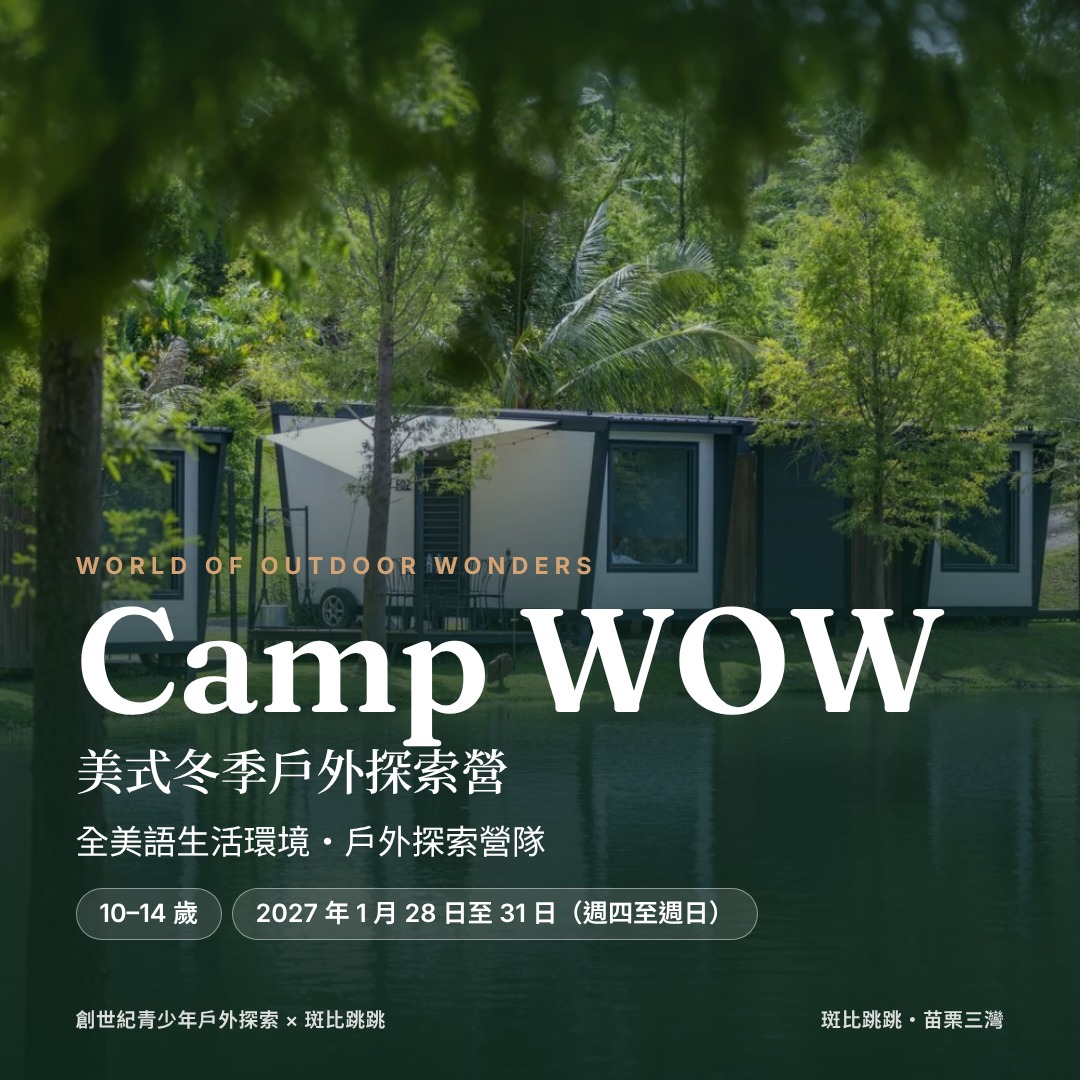 WORLD OF OUTDOOR WONDERS
Camp WOW
美式冬季戶外探索營
全美語生活環境・戶外探索營隊
10–14 歲
2027 年 1 月 28 日至 31 日（週四至週日）
創世紀青少年戶外探索 × 斑比跳跳
斑比跳跳・苗栗三灣